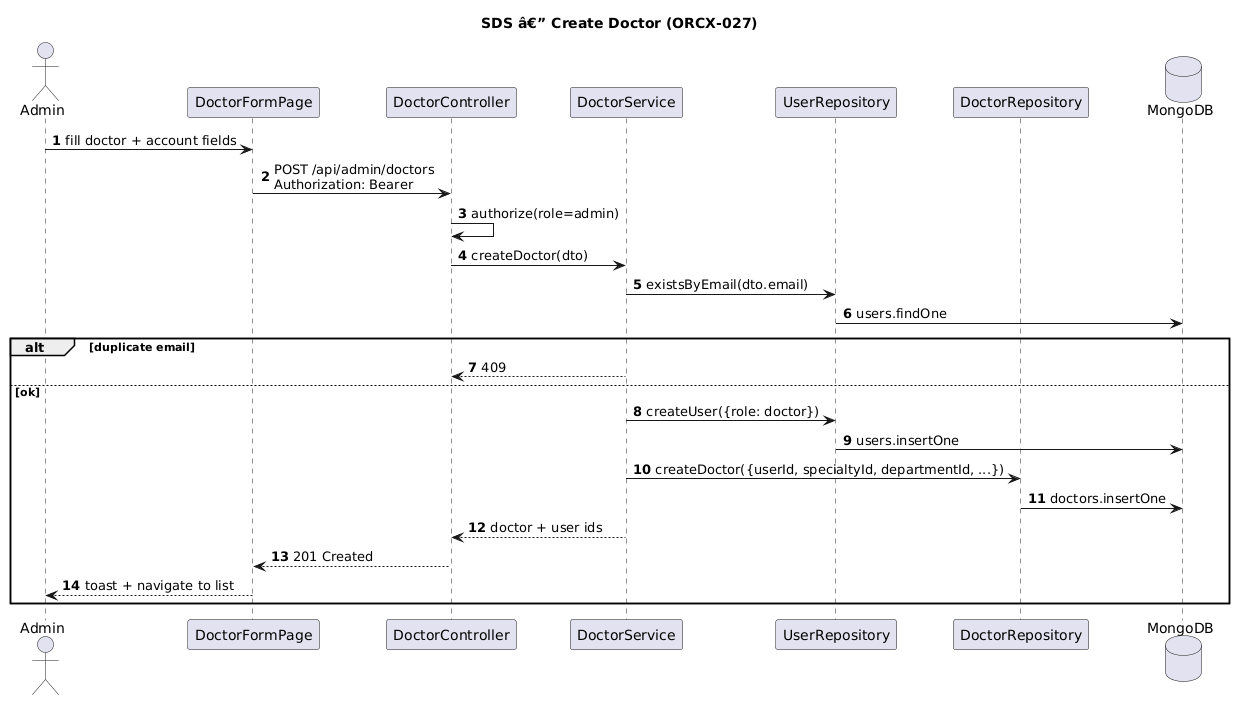 SDS â€” Create Doctor (ORCX-027)
Admin
DoctorFormPage
DoctorController
DoctorService
UserRepository
DoctorRepository
MongoDB
1 fill doctor + account fields
2 POST /api/admin/doctors
Authorization: Bearer
3 authorize(role=admin)
4 createDoctor(dto)
5 existsByEmail(dto.email)
6 users.findOne
alt [duplicate email]
7 409
[ok]
8 createUser({role: doctor})
9 users.insertOne
10 createDoctor({userId, specialtyId, departmentId, ...})
11 doctors.insertOne
12 doctor + user ids
13 201 Created
14 toast + navigate to list
Admin
DoctorFormPage
DoctorController
DoctorService
UserRepository
DoctorRepository
MongoDB